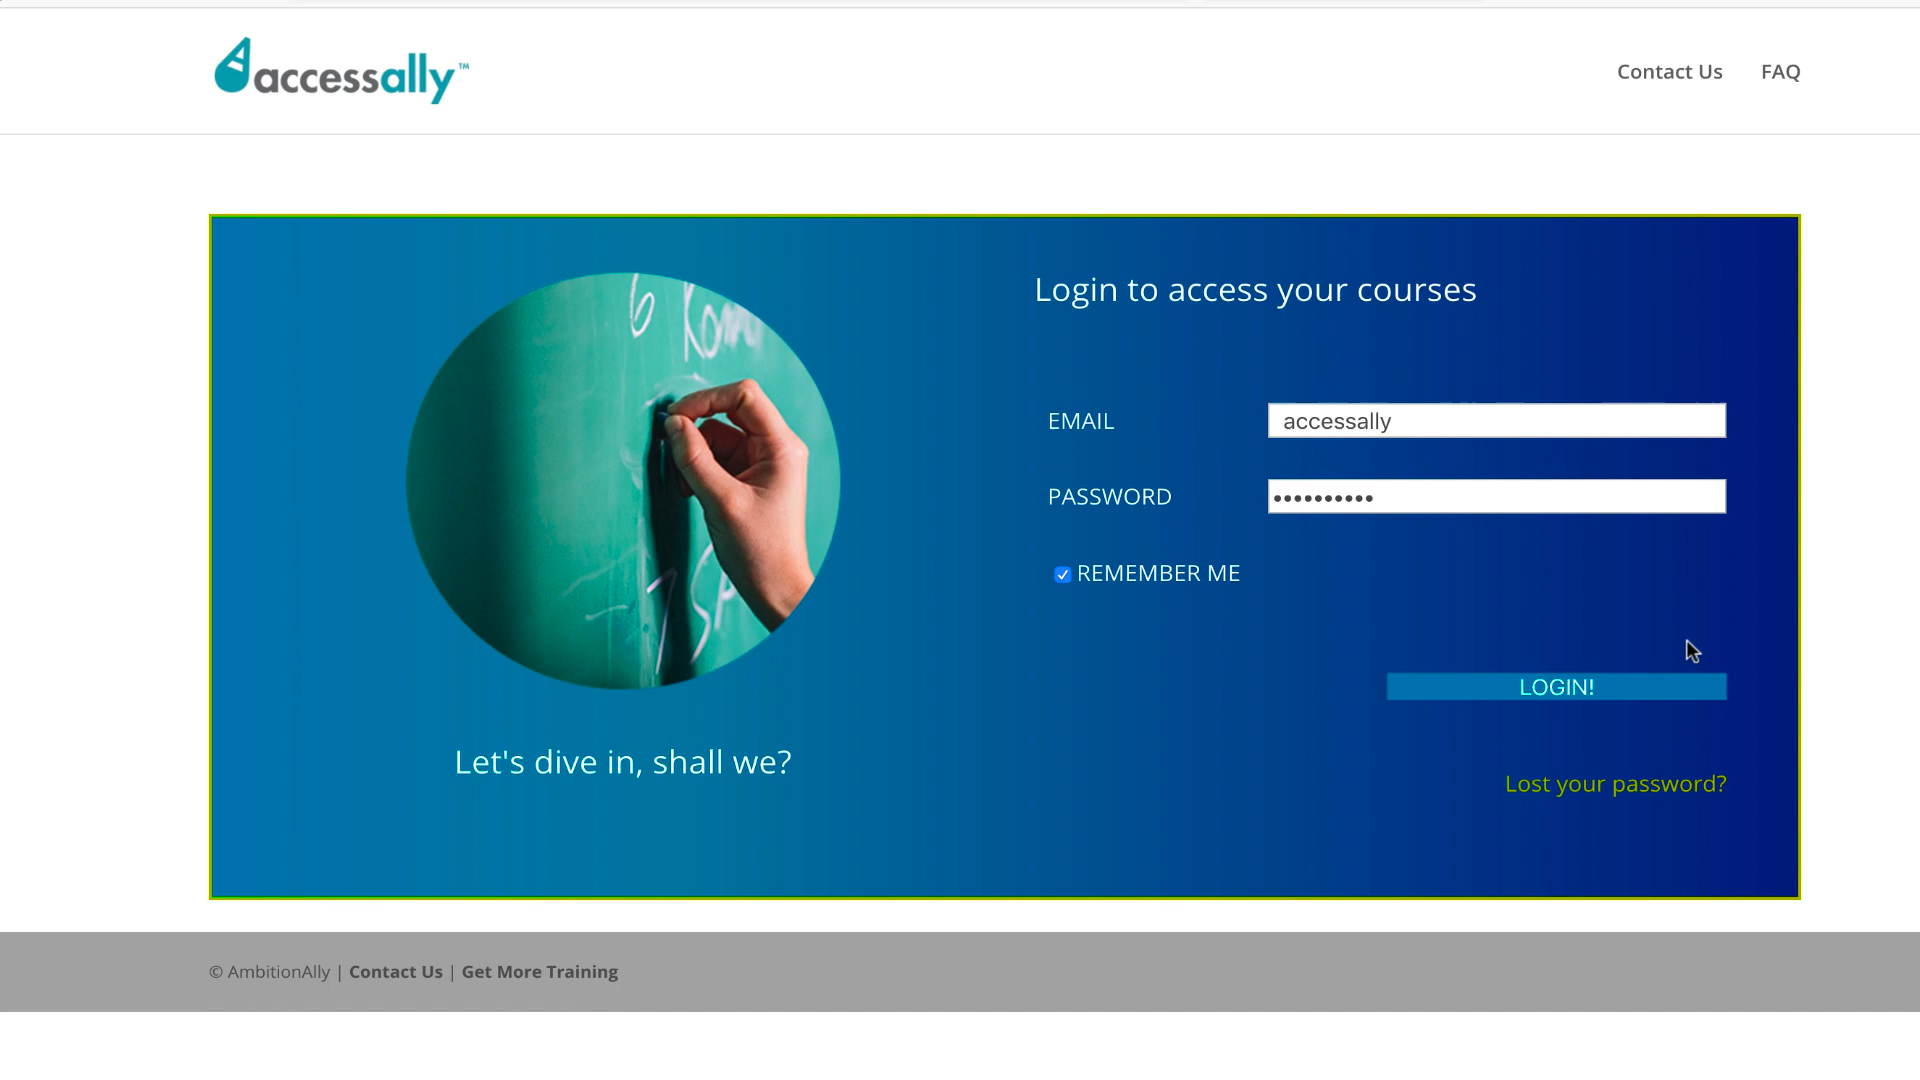 accessally™
Contact Us
FAQ
Login to access your courses
EMAIL
accessally
PASSWORD
••••••••••
REMEMBER ME
LOGIN!
Lost your password?
Let's dive in, shall we?
© AmbitionAlly | Contact Us | Get More Training